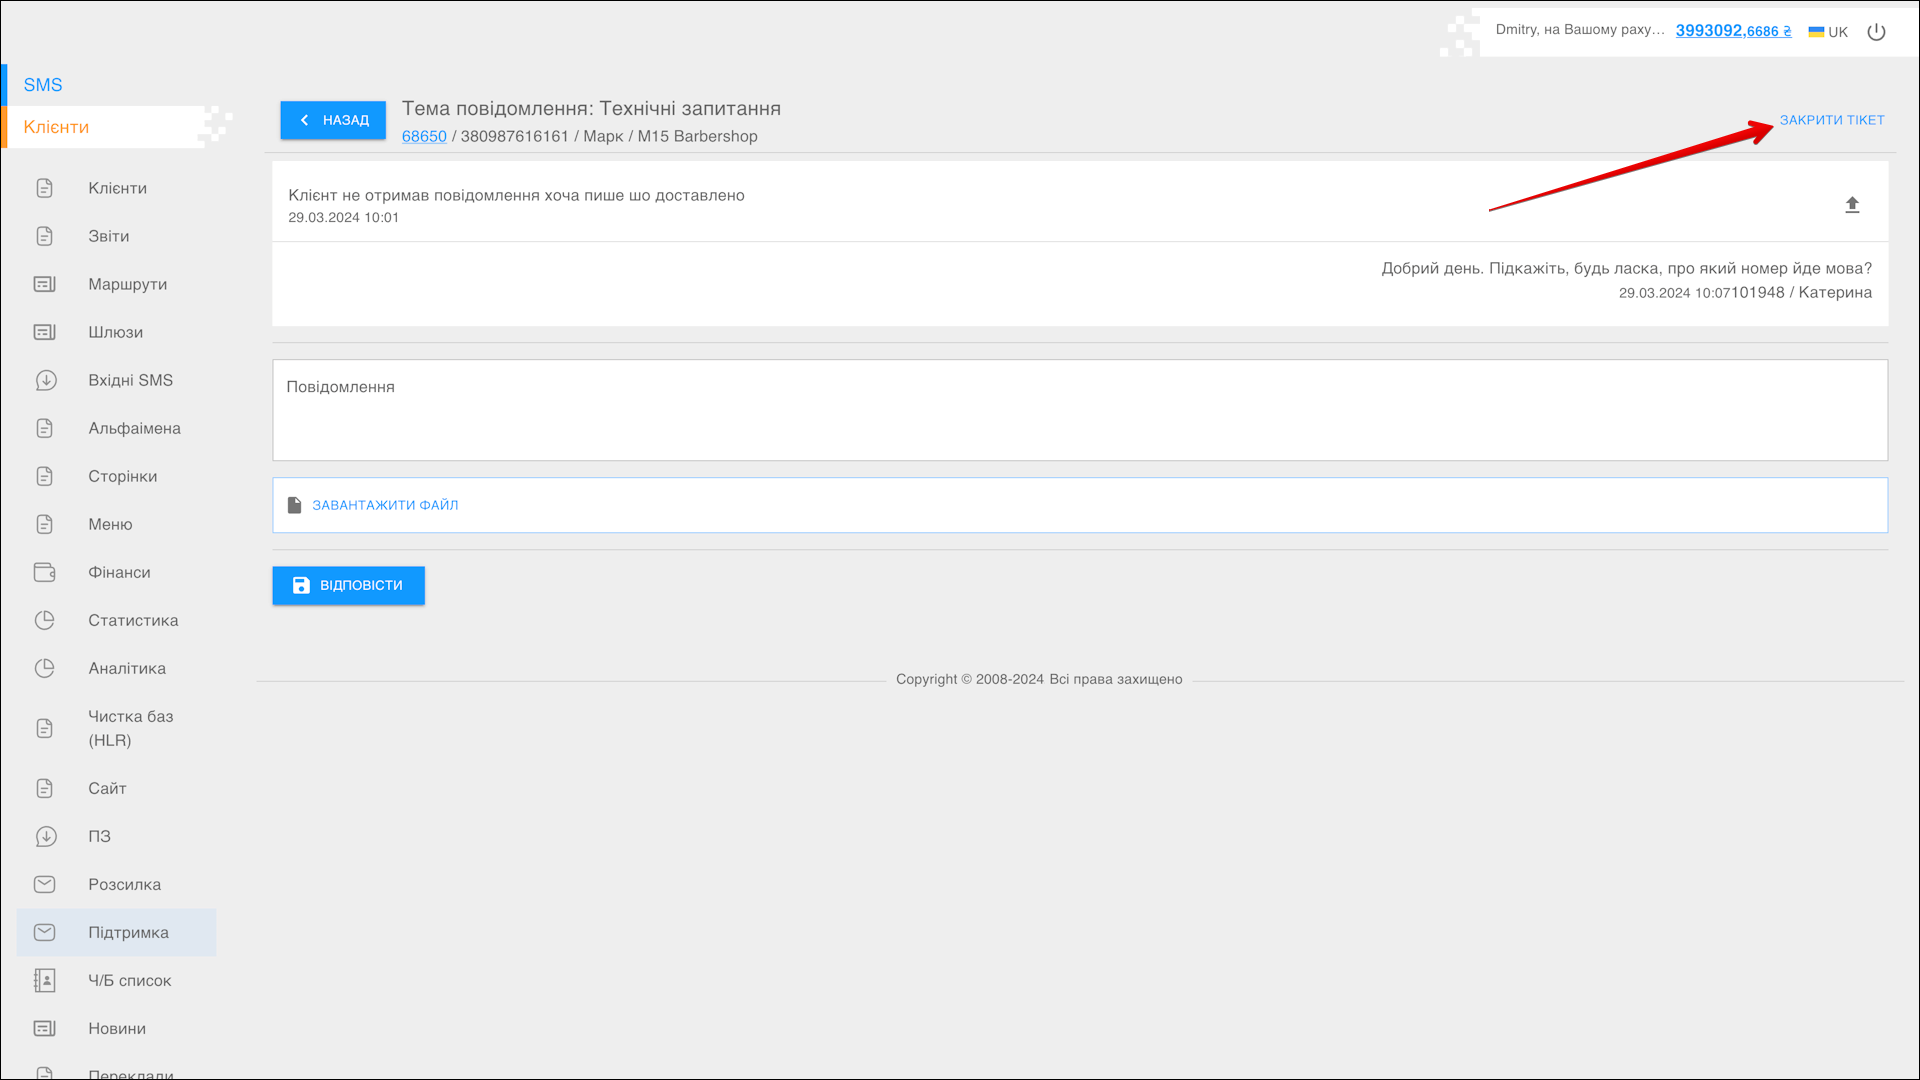 Dmitry, на Вашому раху... 3993092,6686 ₴ UK
SMS
Клієнти
НАЗАД
Тема повідомлення: Технічні запитання
68650 / 380987616161 / Марк / M15 Barbershop
ЗАКРИТИ ТІКЕТ
Клієнт не отримав повідомлення хоча пише шо доставлено
29.03.2024 10:01
Добрий день. Підкажіть, будь ласка, про який номер йде мова?
29.03.2024 10:07101948 / Катерина
Повідомлення
ЗАВАНТАЖИТИ ФАЙЛ
ВІДПОВІСТИ
Copyright © 2008-2024 Всі права захищено
Клієнти
Звіти
Маршрути
Шлюзи
Вхідні SMS
Альфаімена
Сторінки
Меню
Фінанси
Статистика
Аналітика
Чистка баз
(HLR)
Сайт
ПЗ
Розсилка
Підтримка
Ч/Б список
Новини
Переклади